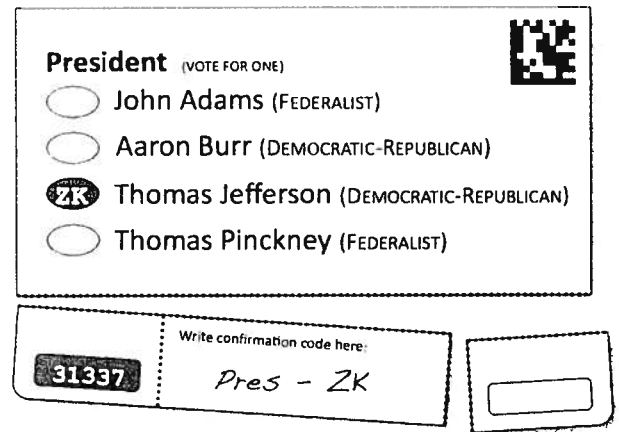 President (VOTE FOR ONE)
John Adams (FEDERALIST)
Aaron Burr (DEMOCRATIC-REPUBLICAN)
ZK Thomas Jefferson (DEMOCRATIC-REPUBLICAN)
Thomas Pinckney (FEDERALIST)
Write confirmation code here:
31337 Pres - ZK